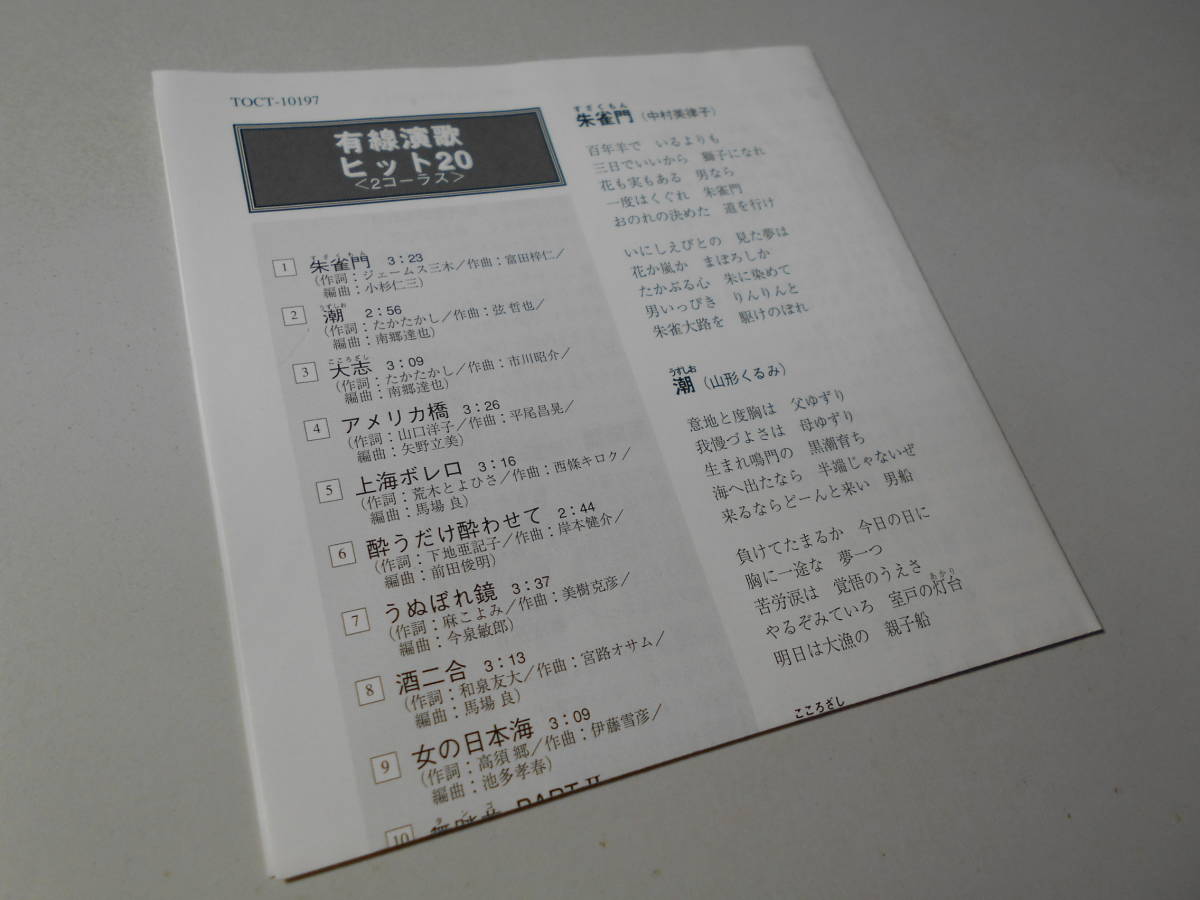 TOCT-10197
有線演歌
ヒット20
<2コーラス>
1 朱雀門 3:23
すざくもん
(作詞:ジェームス三木/作曲:富田梓仁/
編曲:小杉仁三)
2 潮 2:56
うずしお
(作詞:たかたかし/作曲:弦哲也/
編曲:南郷達也)
3 大志 3:09
こころざし
(作詞:たかたかし/作曲:市川昭介/
編曲:南郷達也)
4 アメリカ橋 3:26
(作詞:山口洋子/作曲:平尾昌晃/
編曲:矢野立美)
5 上海ボレロ 3:16
(作詞:荒木とよひさ/作曲:西條キロク/
編曲:馬場 良)
6 酔うだけ酔わせて 2:44
(作詞:下地亜記子/作曲:岸本健介/
編曲:前田俊明)
7 うぬぼれ鏡 3:37
(作詞:麻こよみ/作曲:美樹克彦/
編曲:今泉敏郎)
8 酒二合 3:13
(作詞:和泉友大/作曲:宮路オサム/
編曲:馬場 良)
9 女の日本海 3:09
(作詞:高須 郷/作曲:伊藤雪彦/
編曲:池多孝春)
10 PART II
すざくもん
朱雀門 (中村美律子)
百年羊で いるよりも
三日でいいから 獅子になれ
花も実もある 男なら
一度はくぐれ 朱雀門
おのれの決めた 道を行け
いにしえびとの 見た夢は
花か嵐か まぼろしか
たかぶる心 朱に染めて
男いっぴき りんりんと
朱雀大路を 駆けのぼれ
うずしお
潮 (山形くるみ)
意地と度胸は 父ゆずり
我慢づよさは 母ゆずり
生まれ鳴門の 黒潮育ち
海へ出たなら 半端じゃないぜ
来るならどーんと来い 男船
負けてたまるか 今日の日に
胸に一途な 夢一つ
苦労涙は 覚悟のうえさ
やるぞみていろ 室戸の灯台
あかり
明日は大漁の 親子船
こころざし